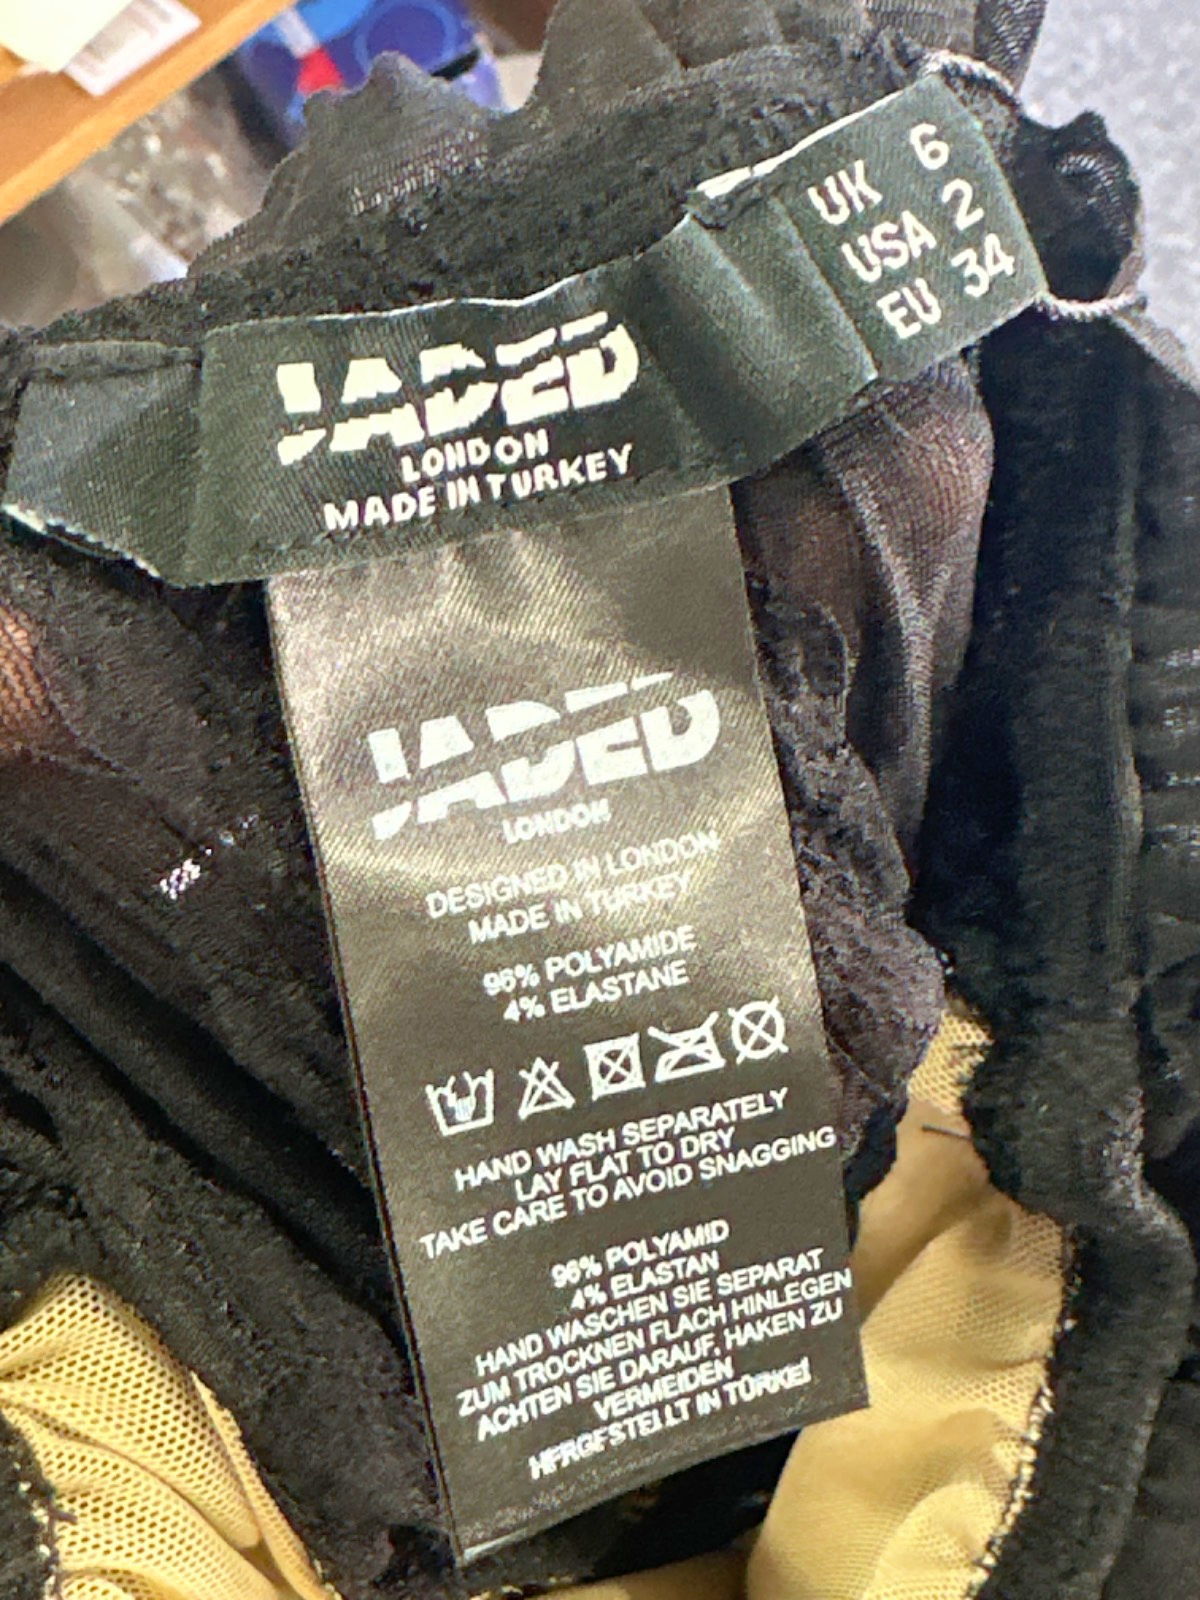 UK 6
USA 2
EU 34
JADED
LONDON
MADE IN TURKEY
JADED
LONDON
DESIGNED IN LONDON
MADE IN TURKEY
96% POLYAMIDE
4% ELASTANE
HAND WASH SEPARATELY
LAY FLAT TO DRY
TAKE CARE TO AVOID SNAGGING
96% POLYAMID
4% ELASTAN
HAND WASCHEN SIE SEPARAT
ZUM TROCKNEN FLACH HINLEGEN
ACHTEN SIE DARAUF, HAKEN ZU
VERMEIDEN
HERGESTELLT IN TÜRKEI